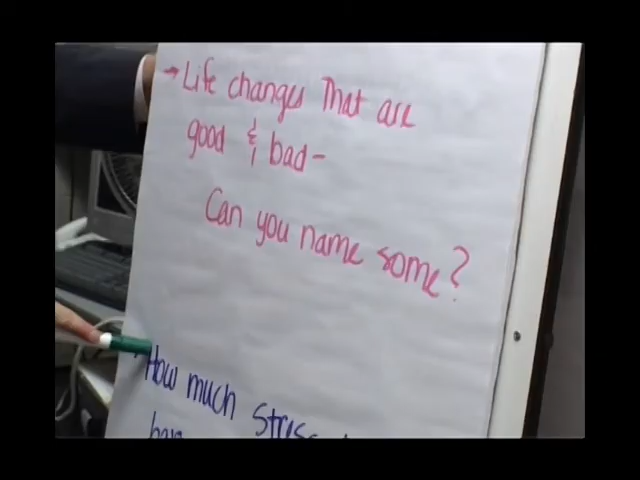 →Life changes That are
good & bad-
Can you name some?
How much Stress